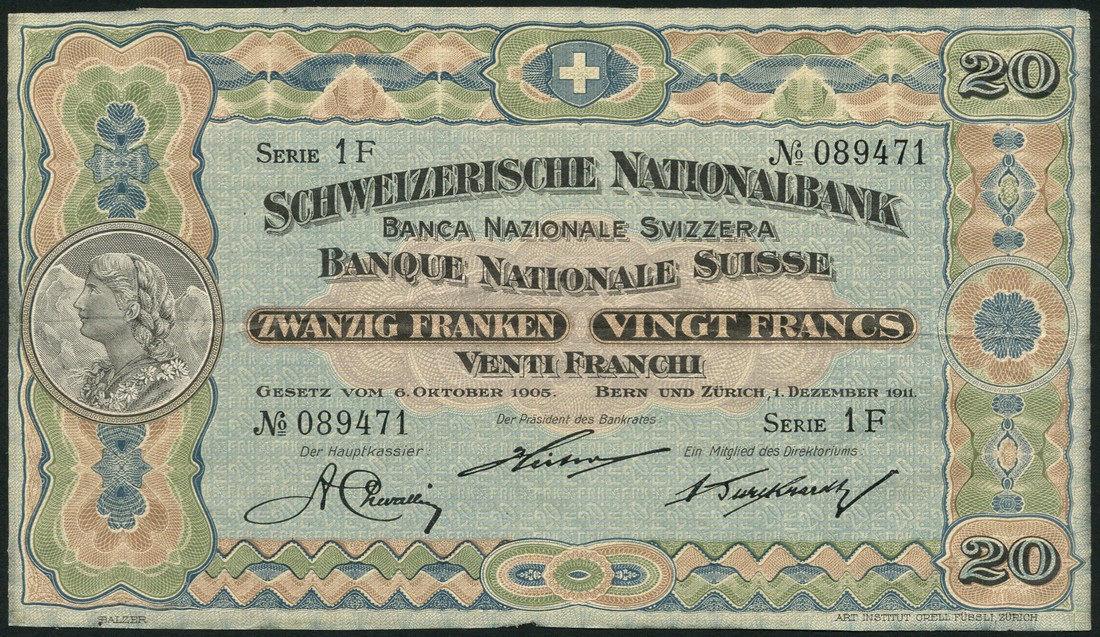 20
SERIE 1F № 089471
SCHWEIZERISCHE NATIONALBANK
BANCA NAZIONALE SVIZZERA
BANQUE NATIONALE SUISSE
ZWANZIG FRANKEN VINGT FRANCS
VENTI FRANCHI
GESETZ VOM 6. OKTOBER 1905. BERN UND ZÜRICH, 1. DEZEMBER 1911.
№ 089471 Der Präsident des Bankrates: SERIE 1F
Der Hauptkassier: Ein Mitglied des Direktoriums
20
BALZER ART. INSTITUT ORELL FÜSSLI, ZÜRICH